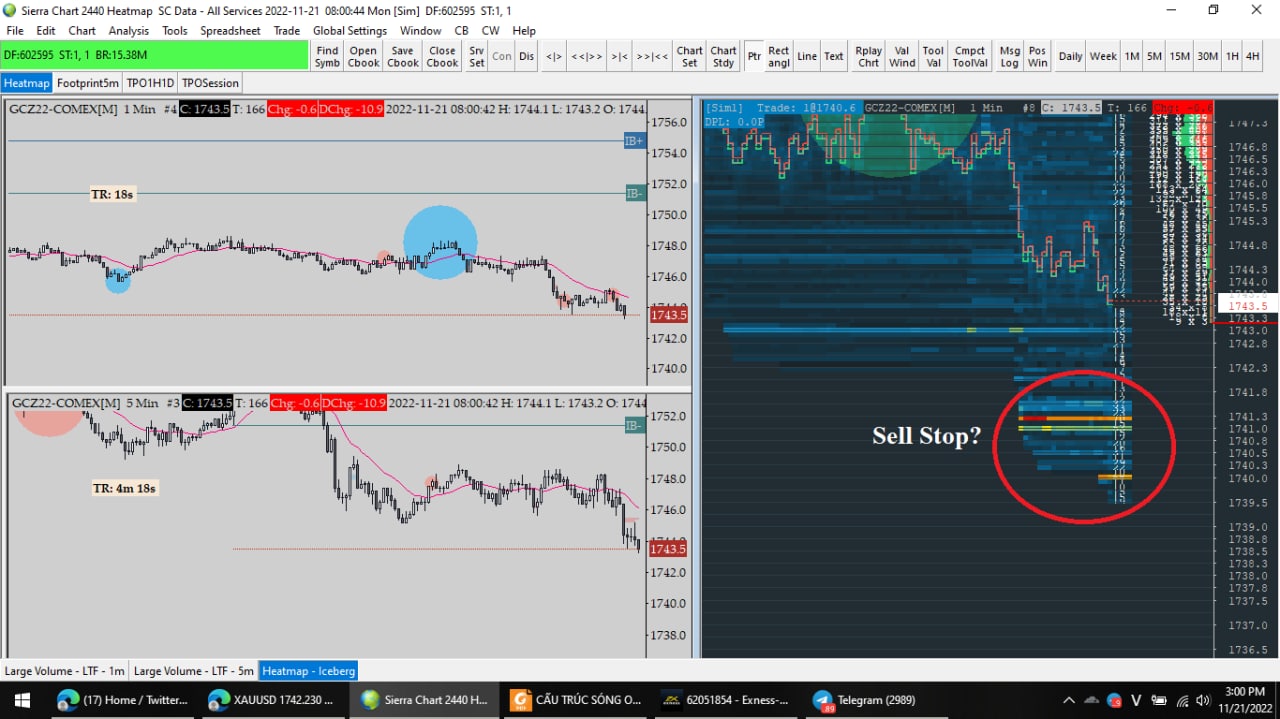 Sierra Chart 2440 Heatmap  SC Data - All Services 2022-11-21  08:00:44 Mon [Sim]  DF:602595  ST:1, 1
File Edit Chart Analysis Tools Spreadsheet Trade Global Settings Window CB CW Help
DF:602595  ST:1, 1  BR:15.38M
Find Symb
Open Cbook
Save Cbook
Close Cbook
Srv Set
Con
Dis
<|>
<<|>>
>|<
>>|<<
Chart Set
Chart Stdy
Ptr
Rect angl
Line
Text
Rplay Chrt
Val Wind
Tool Val
Cmpct ToolVal
Msg Log
Pos Win
Daily
Week
1M
5M
15M
30M
1H
4H
Heatmap Footprint5m TPO1H1D TPOSession
GCZ22-COMEX[M]  1 Min  #4 C: 1743.5 T: 166 Chg: -0.6 DChg: -10.9 2022-11-21 08:00:42 H: 1744.1 L: 1743.2 O: 1744
IB+
IB-
TR: 18s
1756.0
1754.0
1752.0
1750.0
1748.0
1746.0
1743.5
1742.0
1740.0
GCZ22-COMEX[M]  5 Min  #3 C: 1743.5 T: 166 Chg: -0.6 DChg: -10.9 2022-11-21 08:00:42 H: 1744.1 L: 1743.2 O: 1744
IB-
TR: 4m 18s
1752.0
1750.0
1748.0
1746.0
1743.5
1742.0
1740.0
1738.0
[Sim1]  Trade: 1@1740.6  GCZ22-COMEX[M]  1 Min  #8 C: 1743.5 T: 166 Chg: -0.6
DPL: 0.0P
Sell Stop?
1747.3
1746.8
1746.5
1746.3
1746.0
1745.8
1745.5
1745.3
1744.8
1744.3
1744.0
1743.5
1743.3
1743.0
1742.8
1742.3
1741.8
1741.3
1741.0
1740.8
1740.5
1740.3
1740.0
1739.5
1739.0
1738.8
1738.5
1738.3
1738.0
1737.8
1737.5
1737.0
1736.5
Large Volume - LTF - 1m Large Volume - LTF - 5m Heatmap - Iceberg
(17) Home / Twitter...
XAUUSD 1742.230 ...
Sierra Chart 2440 H...
CẤU TRÚC SÓNG O...
62051854 - Exness-...
Telegram (2989)
3:00 PM
11/21/2022